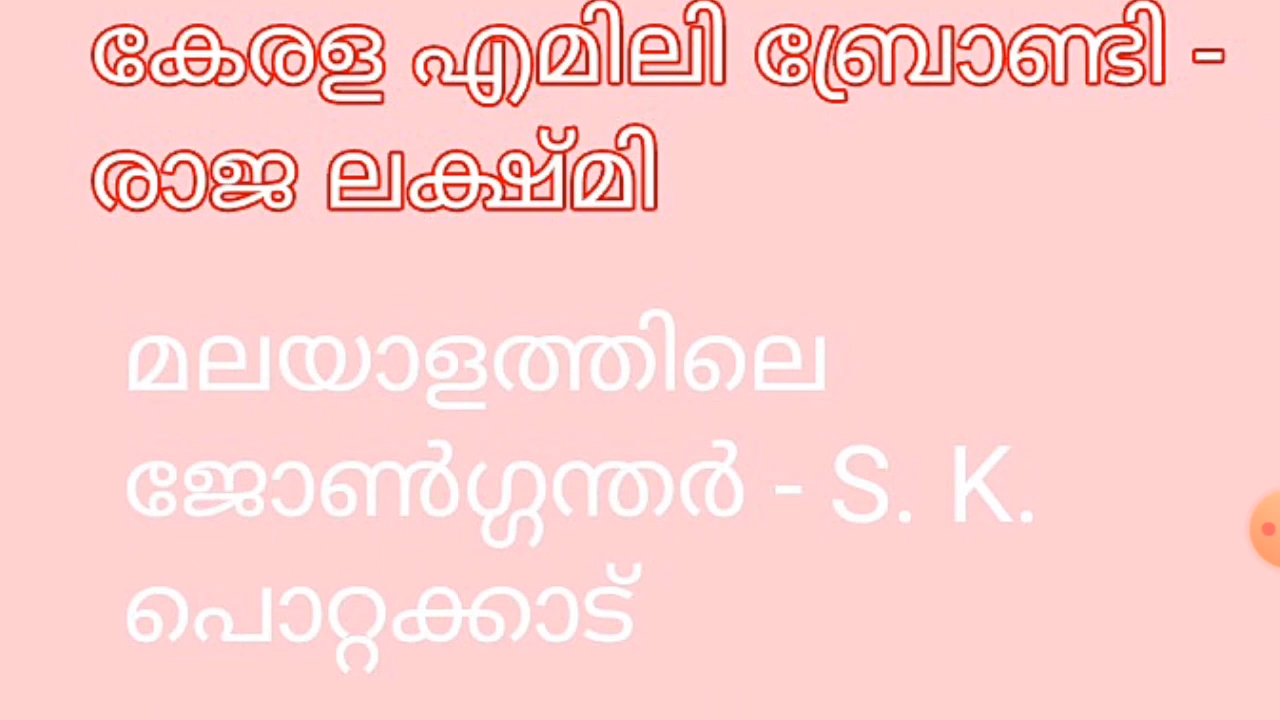 കേരള എമിലി ബ്രോണ്ടി -
രാജ ലക്ഷ്മി
മലയാളത്തിലെ
ജോൺഗ്ഗന്തർ - S. K.
പൊറ്റക്കാട്